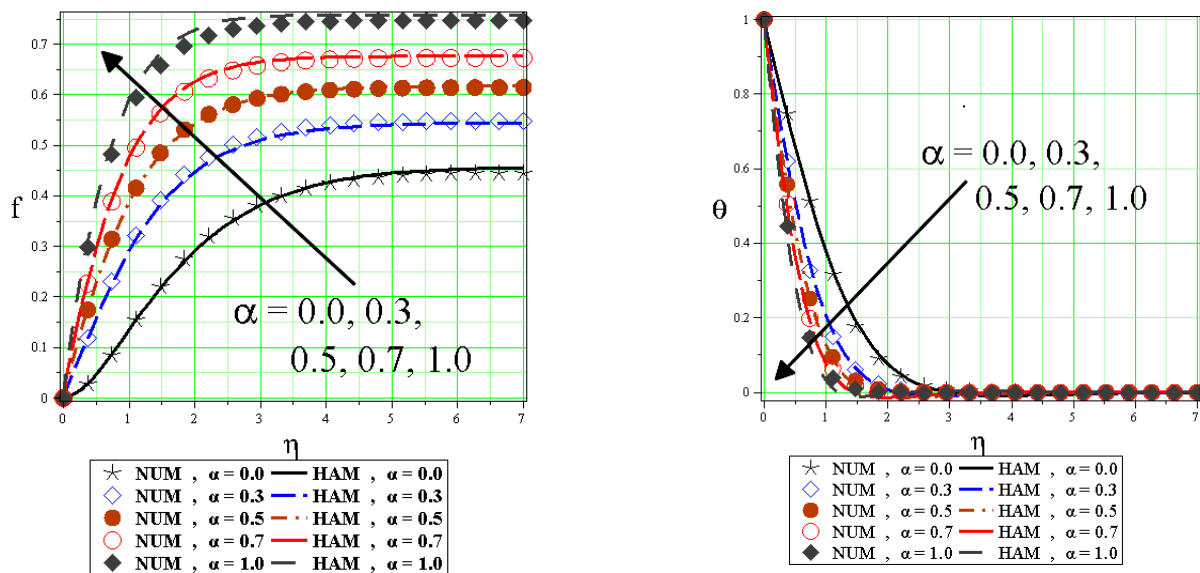 0.7
0.6
0.5
0.4
0.3
0.2
0.1
0
f
α = 0.0, 0.3,
0.5, 0.7, 1.0
0 1 2 3 4 5 6 7
η
NUM , α = 0.0 HAM , α = 0.0
NUM , α = 0.3 HAM , α = 0.3
NUM , α = 0.5 HAM , α = 0.5
NUM , α = 0.7 HAM , α = 0.7
NUM , α = 1.0 HAM , α = 1.0
1
0.8
0.6
0.4
0.2
0
θ
α = 0.0, 0.3,
0.5, 0.7, 1.0
0 1 2 3 4 5 6 7
η
NUM , α = 0.0 HAM , α = 0.0
NUM , α = 0.3 HAM , α = 0.3
NUM , α = 0.5 HAM , α = 0.5
NUM , α = 0.7 HAM , α = 0.7
NUM , α = 1.0 HAM , α = 1.0